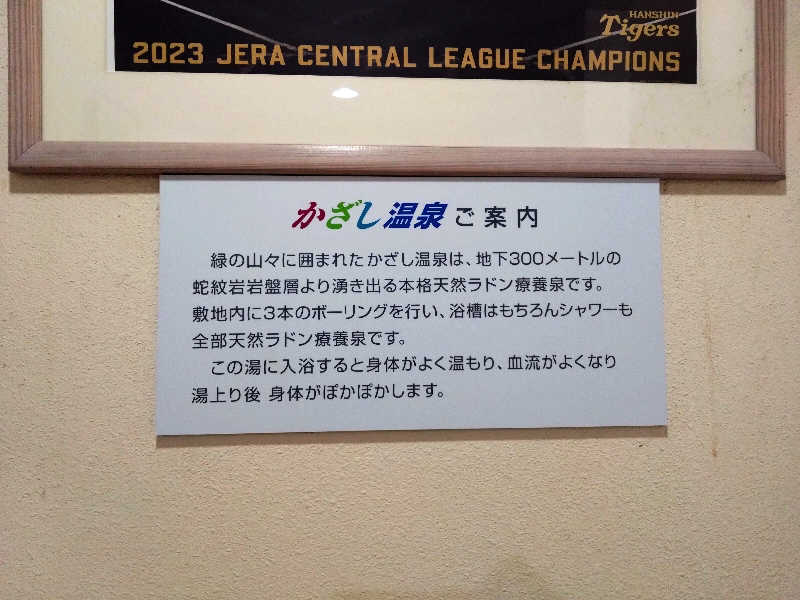 HANSHIN
Tigers
2023 JERA CENTRAL LEAGUE CHAMPIONS
かざし温泉ご案内
緑の山々に囲まれたかざし温泉は、地下300メートルの
蛇紋岩岩盤層より湧き出る本格天然ラドン療養泉です。
敷地内に3本のボーリングを行い、浴槽はもちろんシャワーも
全部天然ラドン療養泉です。
この湯に入浴すると身体がよく温もり、血流がよくなり
湯上り後 身体がぽかぽかします。